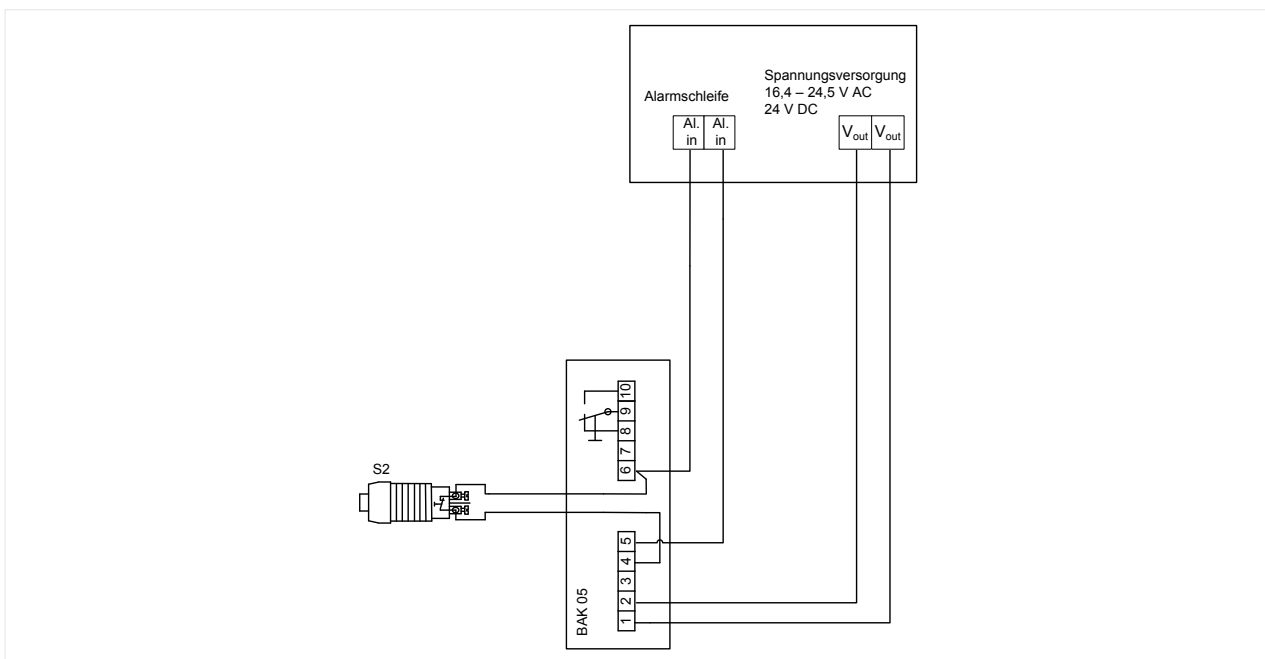 Spannungsversorgung
16,4 – 24,5 V AC
24 V DC
Alarmschleife
Al. in
Al. in
Vout
Vout
10
9
8
7
6
S2
5
4
3
2
1
BAK 05